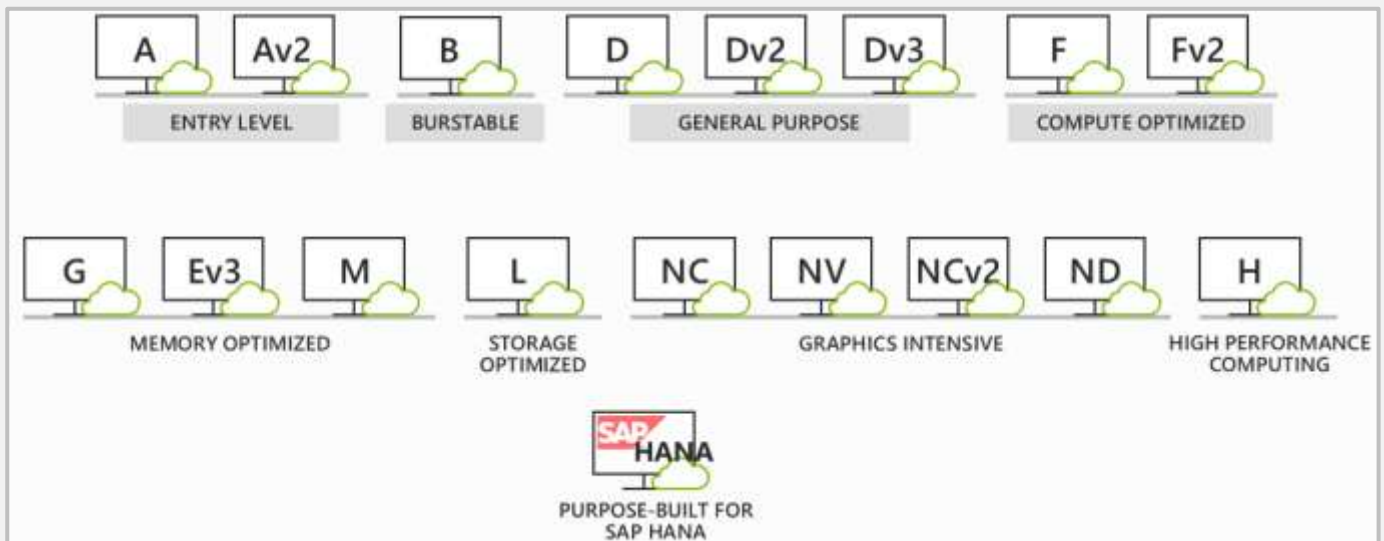 A Av2 B D Dv2 Dv3 F Fv2
ENTRY LEVEL BURSTABLE GENERAL PURPOSE COMPUTE OPTIMIZED
G Ev3 M L NC NV NCv2 ND H
MEMORY OPTIMIZED
STORAGE
OPTIMIZED
GRAPHICS INTENSIVE
HIGH PERFORMANCE
COMPUTING
SAP
HANA
PURPOSE-BUILT FOR
SAP HANA